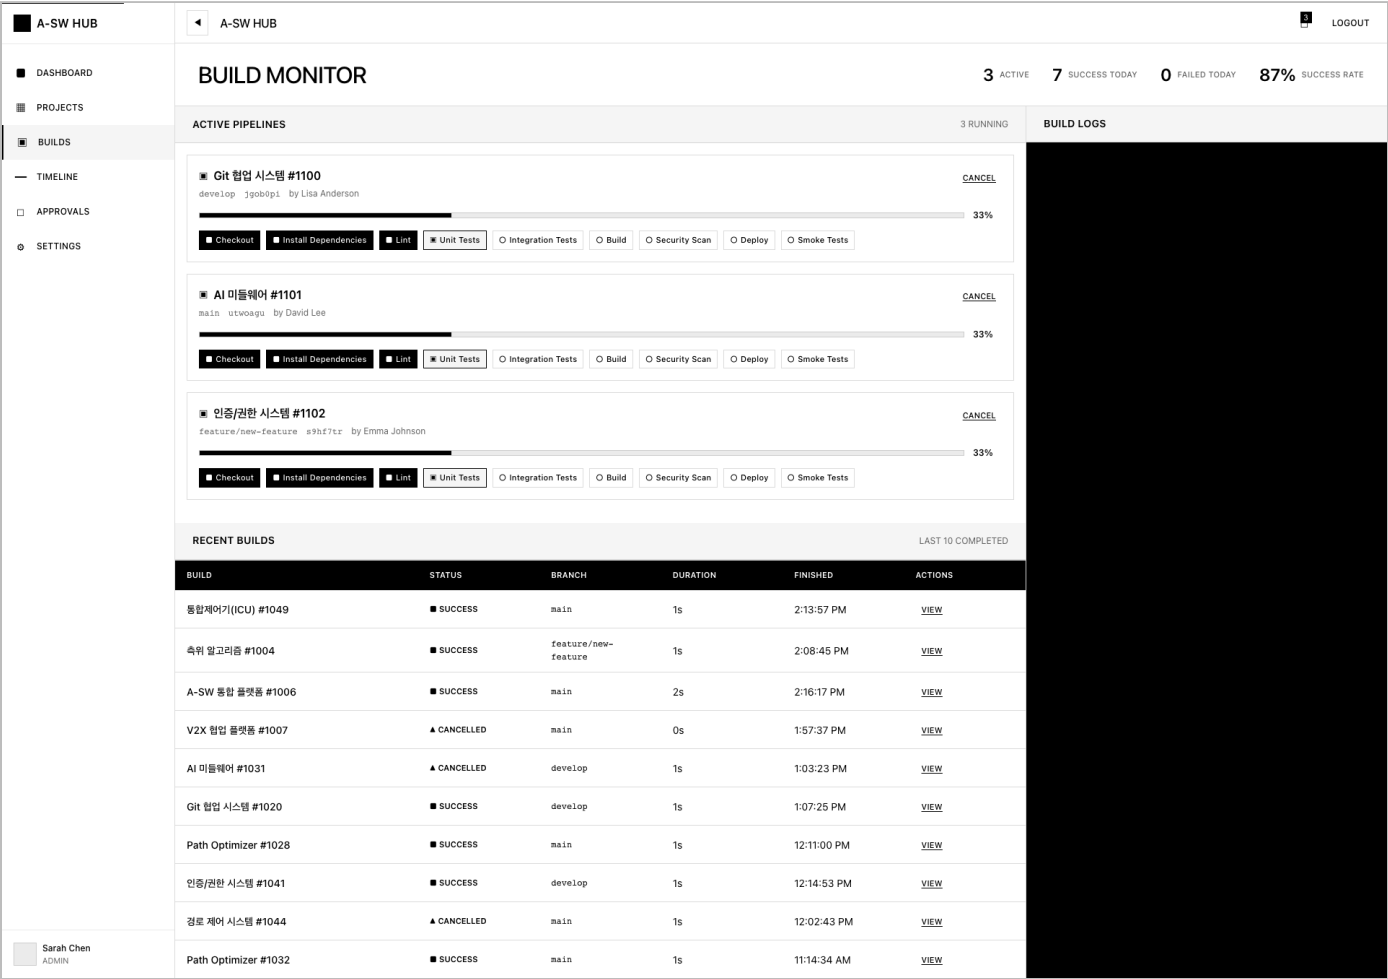 A-SW HUB
DASHBOARD
PROJECTS
BUILDS
TIMELINE
APPROVALS
SETTINGS
Sarah Chen
ADMIN
A-SW HUB
3
LOGOUT
BUILD MONITOR
3 ACTIVE 7 SUCCESS TODAY 0 FAILED TODAY 87% SUCCESS RATE
ACTIVE PIPELINES 3 RUNNING
Git 협업 시스템 #1100 CANCEL
develop jgob0pi by Lisa Anderson
33%
Checkout Install Dependencies Lint Unit Tests Integration Tests Build Security Scan Deploy Smoke Tests
AI 미들웨어 #1101 CANCEL
main utwoagu by David Lee
33%
Checkout Install Dependencies Lint Unit Tests Integration Tests Build Security Scan Deploy Smoke Tests
인증/권한 시스템 #1102 CANCEL
feature/new-feature s9hf7tr by Emma Johnson
33%
Checkout Install Dependencies Lint Unit Tests Integration Tests Build Security Scan Deploy Smoke Tests
RECENT BUILDS LAST 10 COMPLETED
BUILD STATUS BRANCH DURATION FINISHED ACTIONS
통합제어기(ICU) #1049 SUCCESS main 1s 2:13:57 PM VIEW
측위 알고리즘 #1004 SUCCESS feature/new-feature 1s 2:08:45 PM VIEW
A-SW 통합 플랫폼 #1006 SUCCESS main 2s 2:16:17 PM VIEW
V2X 협업 플랫폼 #1007 CANCELLED main 0s 1:57:37 PM VIEW
AI 미들웨어 #1031 CANCELLED develop 1s 1:03:23 PM VIEW
Git 협업 시스템 #1020 SUCCESS develop 1s 1:07:25 PM VIEW
Path Optimizer #1028 SUCCESS main 1s 12:11:00 PM VIEW
인증/권한 시스템 #1041 SUCCESS develop 1s 12:14:53 PM VIEW
경로 제어 시스템 #1044 CANCELLED main 1s 12:02:43 PM VIEW
Path Optimizer #1032 SUCCESS main 1s 11:14:34 AM VIEW
BUILD LOGS